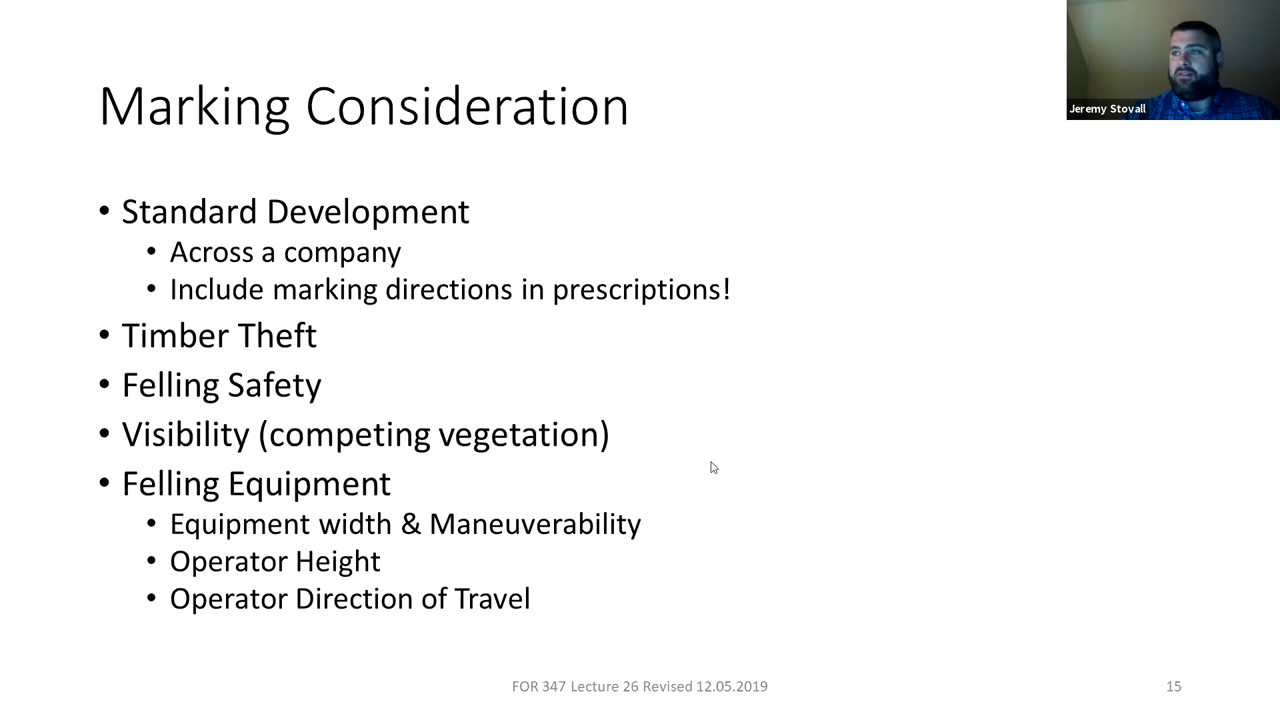 Jeremy Stovall
Marking Consideration
• Standard Development
• Across a company
• Include marking directions in prescriptions!
• Timber Theft
• Felling Safety
• Visibility (competing vegetation)
• Felling Equipment
• Equipment width & Maneuverability
• Operator Height
• Operator Direction of Travel
FOR 347 Lecture 26 Revised 12.05.2019
15